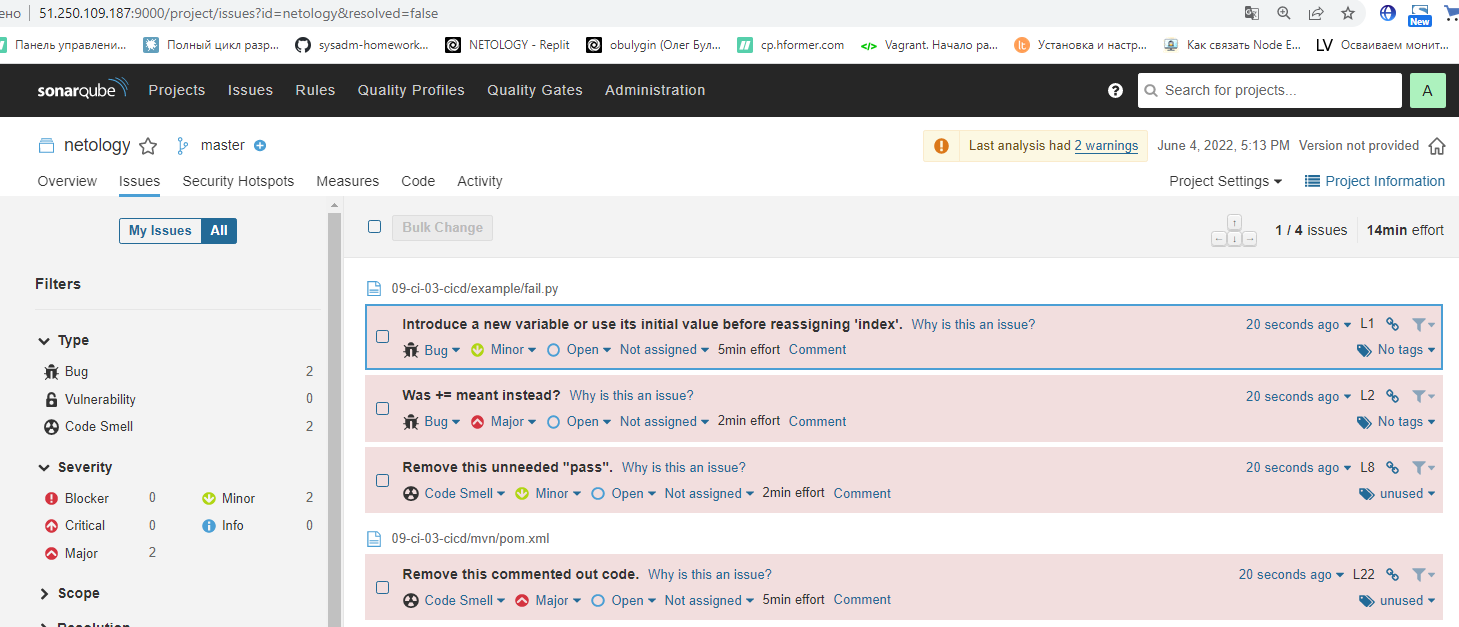 ено 51.250.109.187:9000/project/issues?id=netology&resolved=false
New
Панель управлени... Полный цикл разр... sysadm-homework... NETOLOGY - Replit obulygin (Олег Бул... cp.hformer.com Vagrant. Начало ра... Установка и настр... Как связать Node E... LV Осваиваем монит...
sonarqube Projects Issues Rules Quality Profiles Quality Gates Administration ? Search for projects... A
netology master Last analysis had 2 warnings June 4, 2022, 5:13 PM Version not provided
Overview Issues Security Hotspots Measures Code Activity Project Settings Project Information
My Issues All
Bulk Change 1 / 4 issues 14min effort
Filters
Type
Bug 2
Vulnerability 0
Code Smell 2
Severity
Blocker 0 Minor 2
Critical 0 Info 0
Major 2
Scope
Resolution
09-ci-03-cicd/example/fail.py
Introduce a new variable or use its initial value before reassigning 'index'. Why is this an issue? 20 seconds ago L1
Bug Minor Open Not assigned 5min effort Comment No tags
Was += meant instead? Why is this an issue? 20 seconds ago L2
Bug Major Open Not assigned 2min effort Comment No tags
Remove this unneeded "pass". Why is this an issue? 20 seconds ago L8
Code Smell Minor Open Not assigned 2min effort Comment unused
09-ci-03-cicd/mvn/pom.xml
Remove this commented out code. Why is this an issue? 20 seconds ago L22
Code Smell Major Open Not assigned 5min effort Comment unused